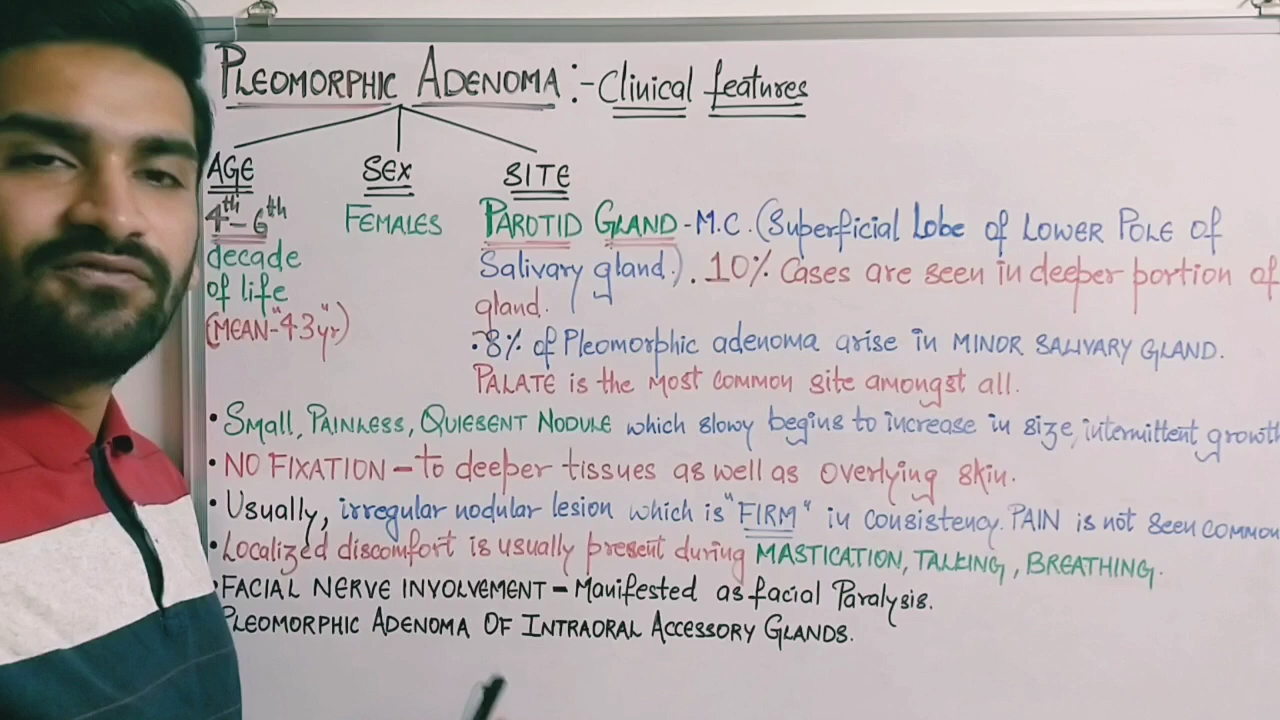 PLEOMORPHIC ADENOMA :- Clinical features
AGE SEX SITE
4th - 6th decade of life (MEAN-"43yr")
FEMALES
PAROTID GLAND - M.C. (Superficial Lobe of LOWER POLE of
Salivary gland.). 10% Cases are seen in deeper portion of
gland.
8% of Pleomorphic adenoma arise in MINOR SALIVARY GLAND.
PALATE is the most common site amongst all.
• Small, PAINLESS, QUIESENT NODULE which slowy begins to increase in size, intermittent growth
• NO FIXATION - to deeper tissues as well as overlying skin.
• Usually, irregular nodular lesion which is "FIRM" in consistency. PAIN is not seen common
• Localized discomfort is usually present during MASTICATION, TALKING, BREATHING.
• FACIAL NERVE INVOLVEMENT - Manifested as facial Paralysis.
PLEOMORPHIC ADENOMA OF INTRAORAL ACCESSORY GLANDS.